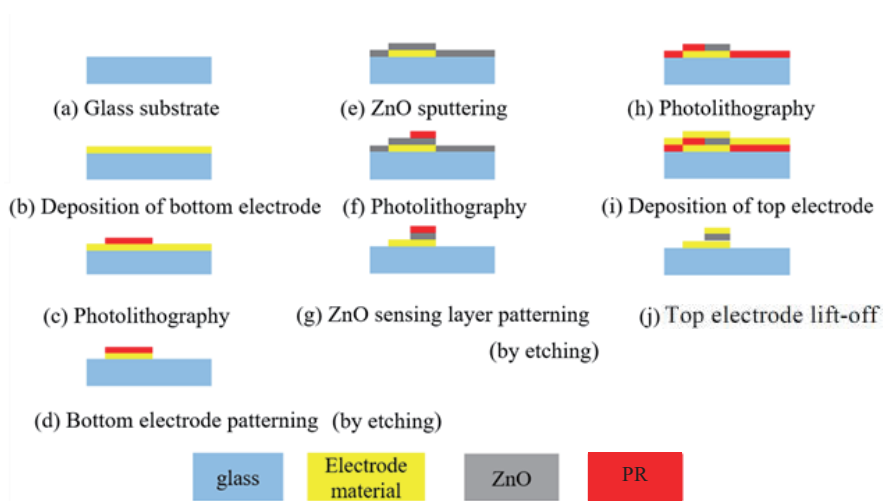 (a) Glass substrate
(b) Deposition of bottom electrode
(c) Photolithography
(d) Bottom electrode patterning (by etching)
(e) ZnO sputtering
(f) Photolithography
(g) ZnO sensing layer patterning
(by etching)
(h) Photolithography
(i) Deposition of top electrode
(j) Top electrode lift-off
glass
Electrode
material
ZnO
PR